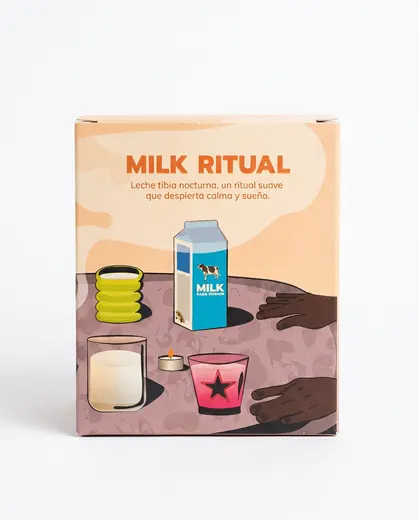 MILK RITUAL
Leche tibia nocturna, un ritual suave
que despierta calma y sueño.
MILK
PARA DORMIR